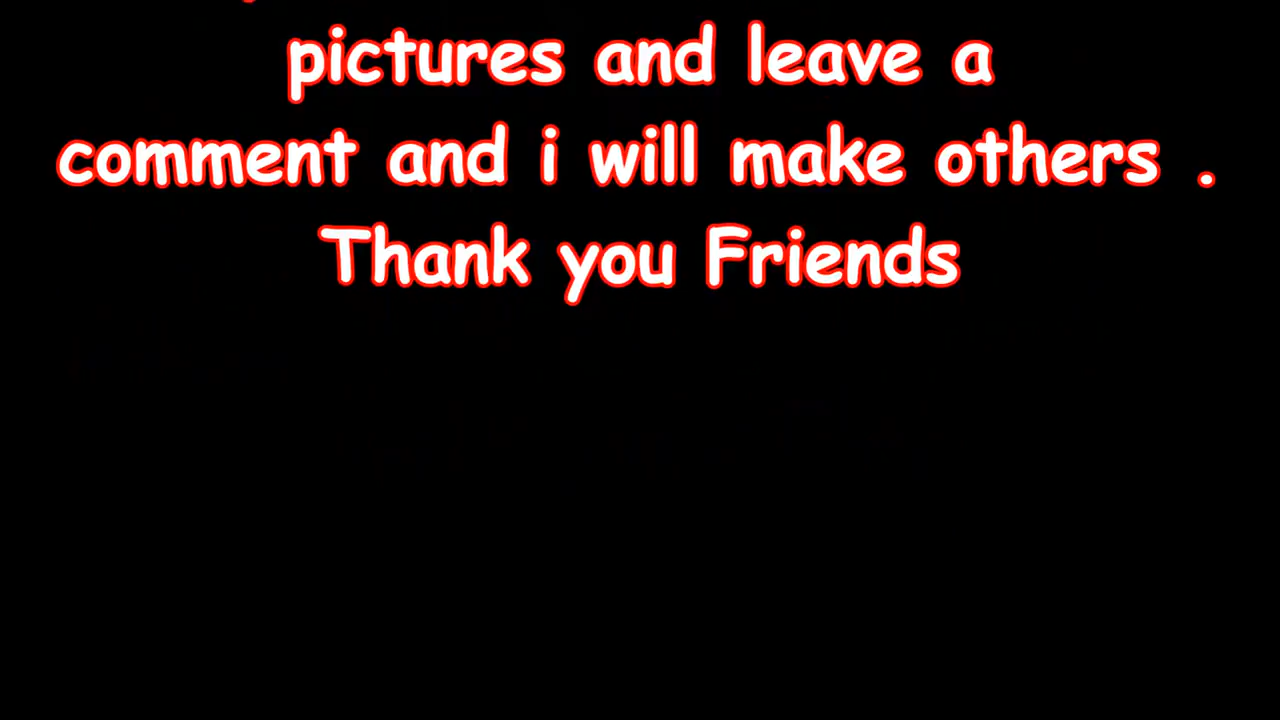 pictures and leave a
comment and i will make others .
Thank you Friends